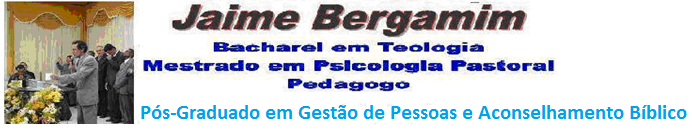 Jaime Bergamim
Bacharel em Teologia
Mestrado em Psicologia Pastoral
Pedagogo
Pós-Graduado em Gestão de Pessoas e Aconselhamento Bíblico